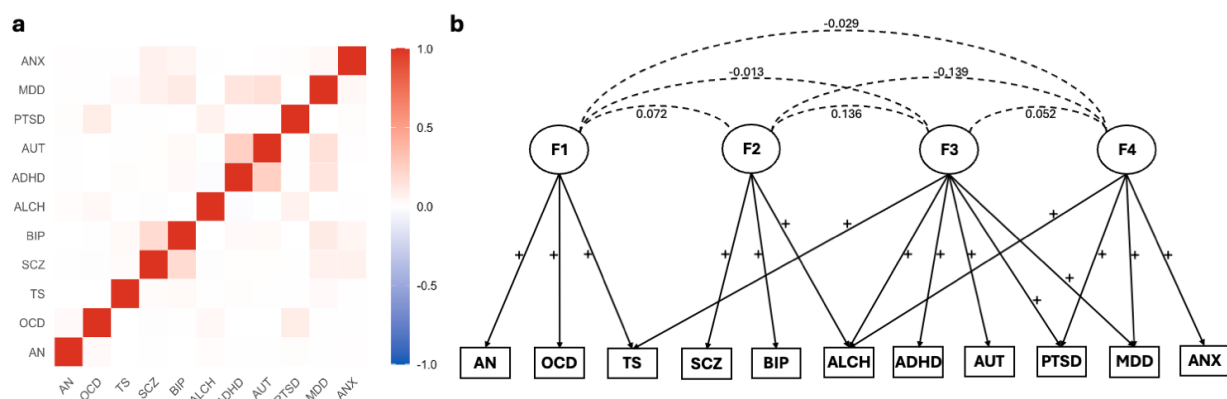 a
ANX
MDD
PTSD
AUT
ADHD
ALCH
BIP
SCZ
TS
OCD
AN
AN OCD TS SCZ BIP ALCH ADHD AUT PTSD MDD ANX
1.0
0.5
0.0
-0.5
-1.0
b
-0.029
-0.013 -0.139
0.072 0.136 0.052
F1 F2 F3 F4
+ + +
+ + + + + + + + + + +
+
+
AN OCD TS SCZ BIP ALCH ADHD AUT PTSD MDD ANX